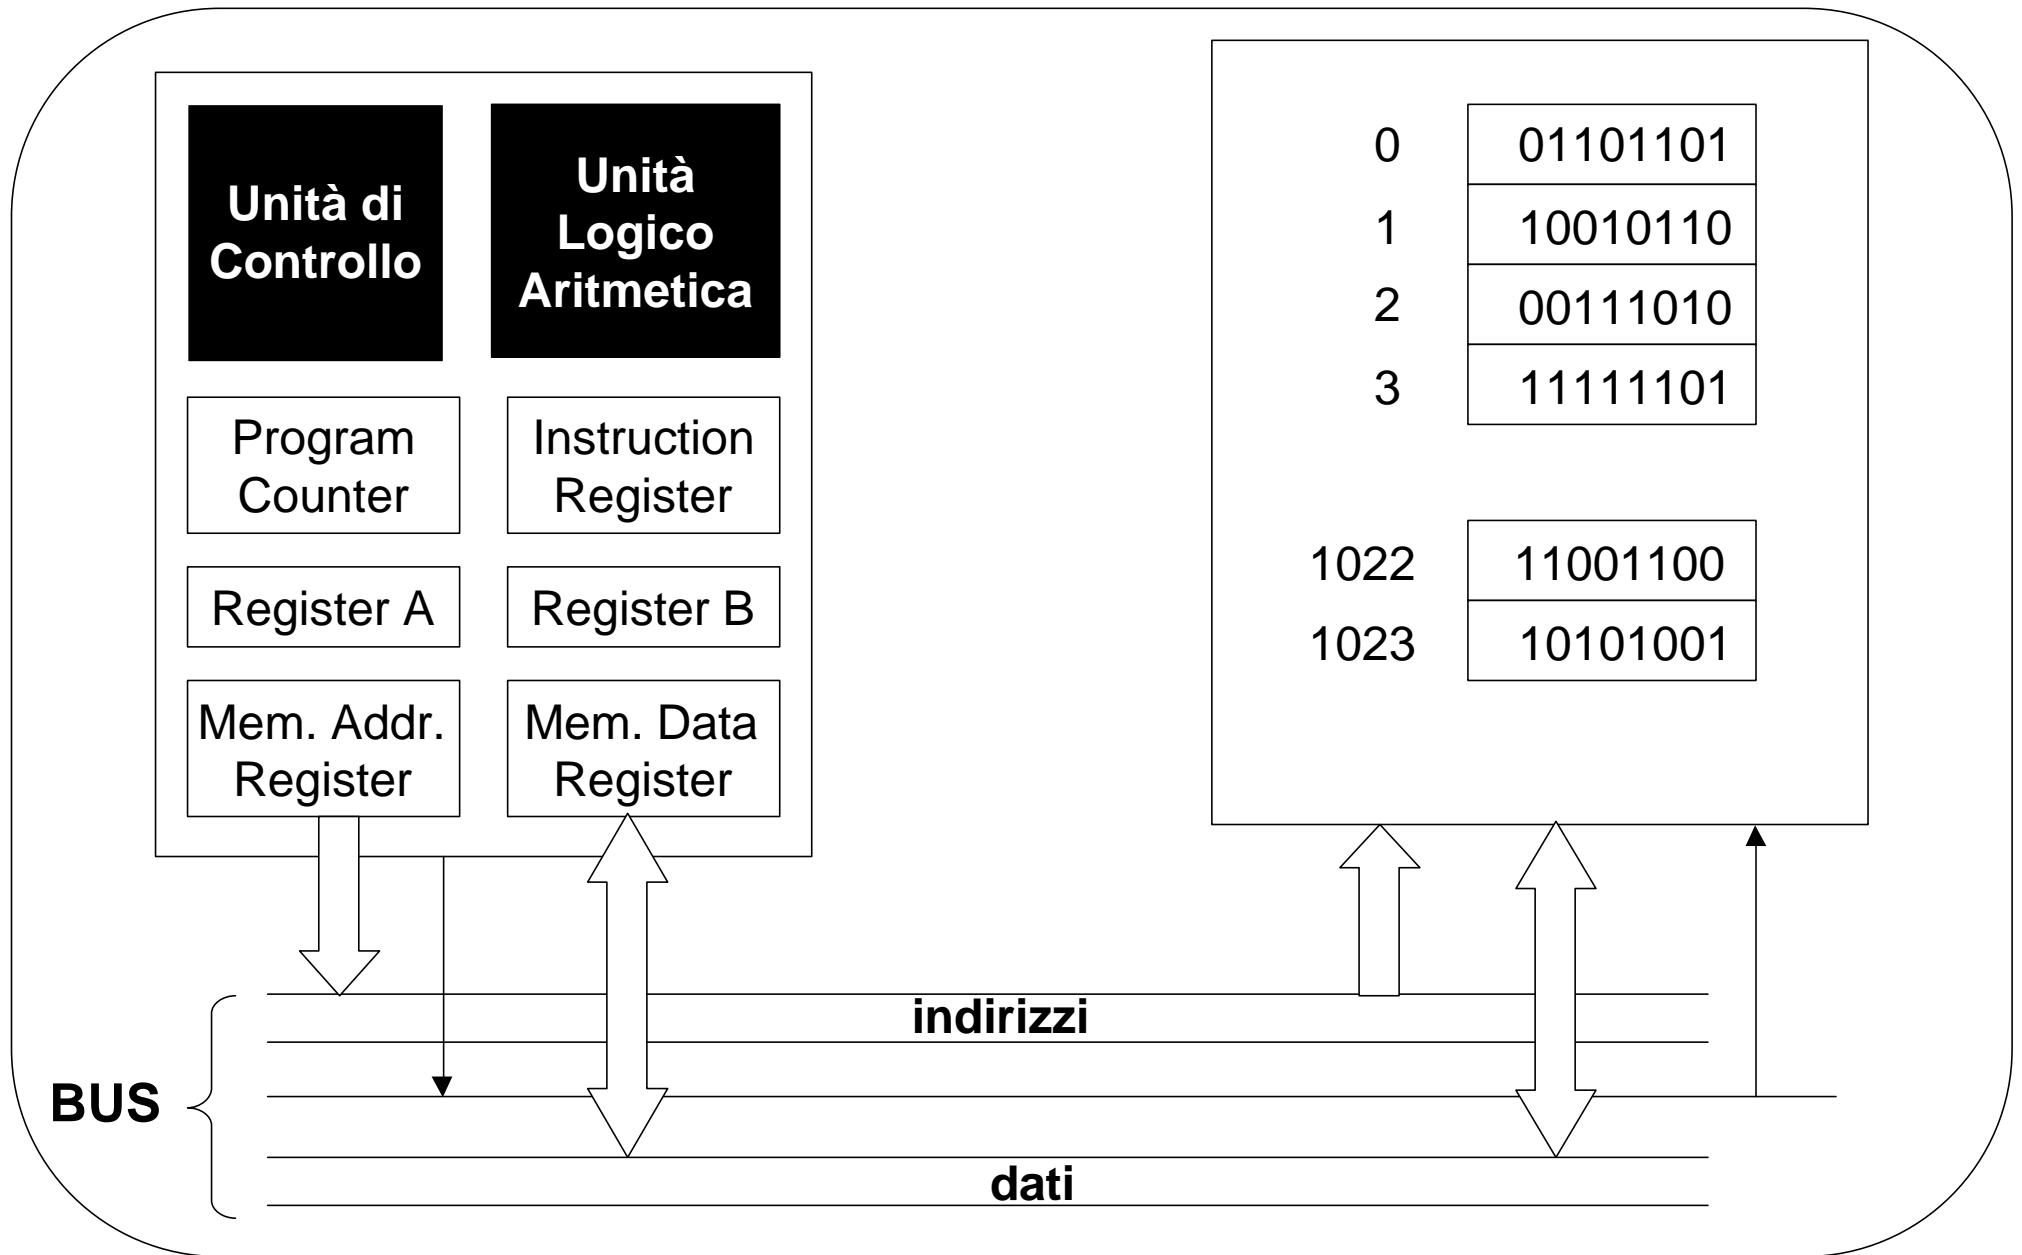 Unità di
Controllo
Unità
Logico
Aritmetica
Program
Counter
Instruction
Register
Register A
Register B
Mem. Addr.
Register
Mem. Data
Register
0 01101101
1 10010110
2 00111010
3 11111101
1022 11001100
1023 10101001
indirizzi
BUS
dati